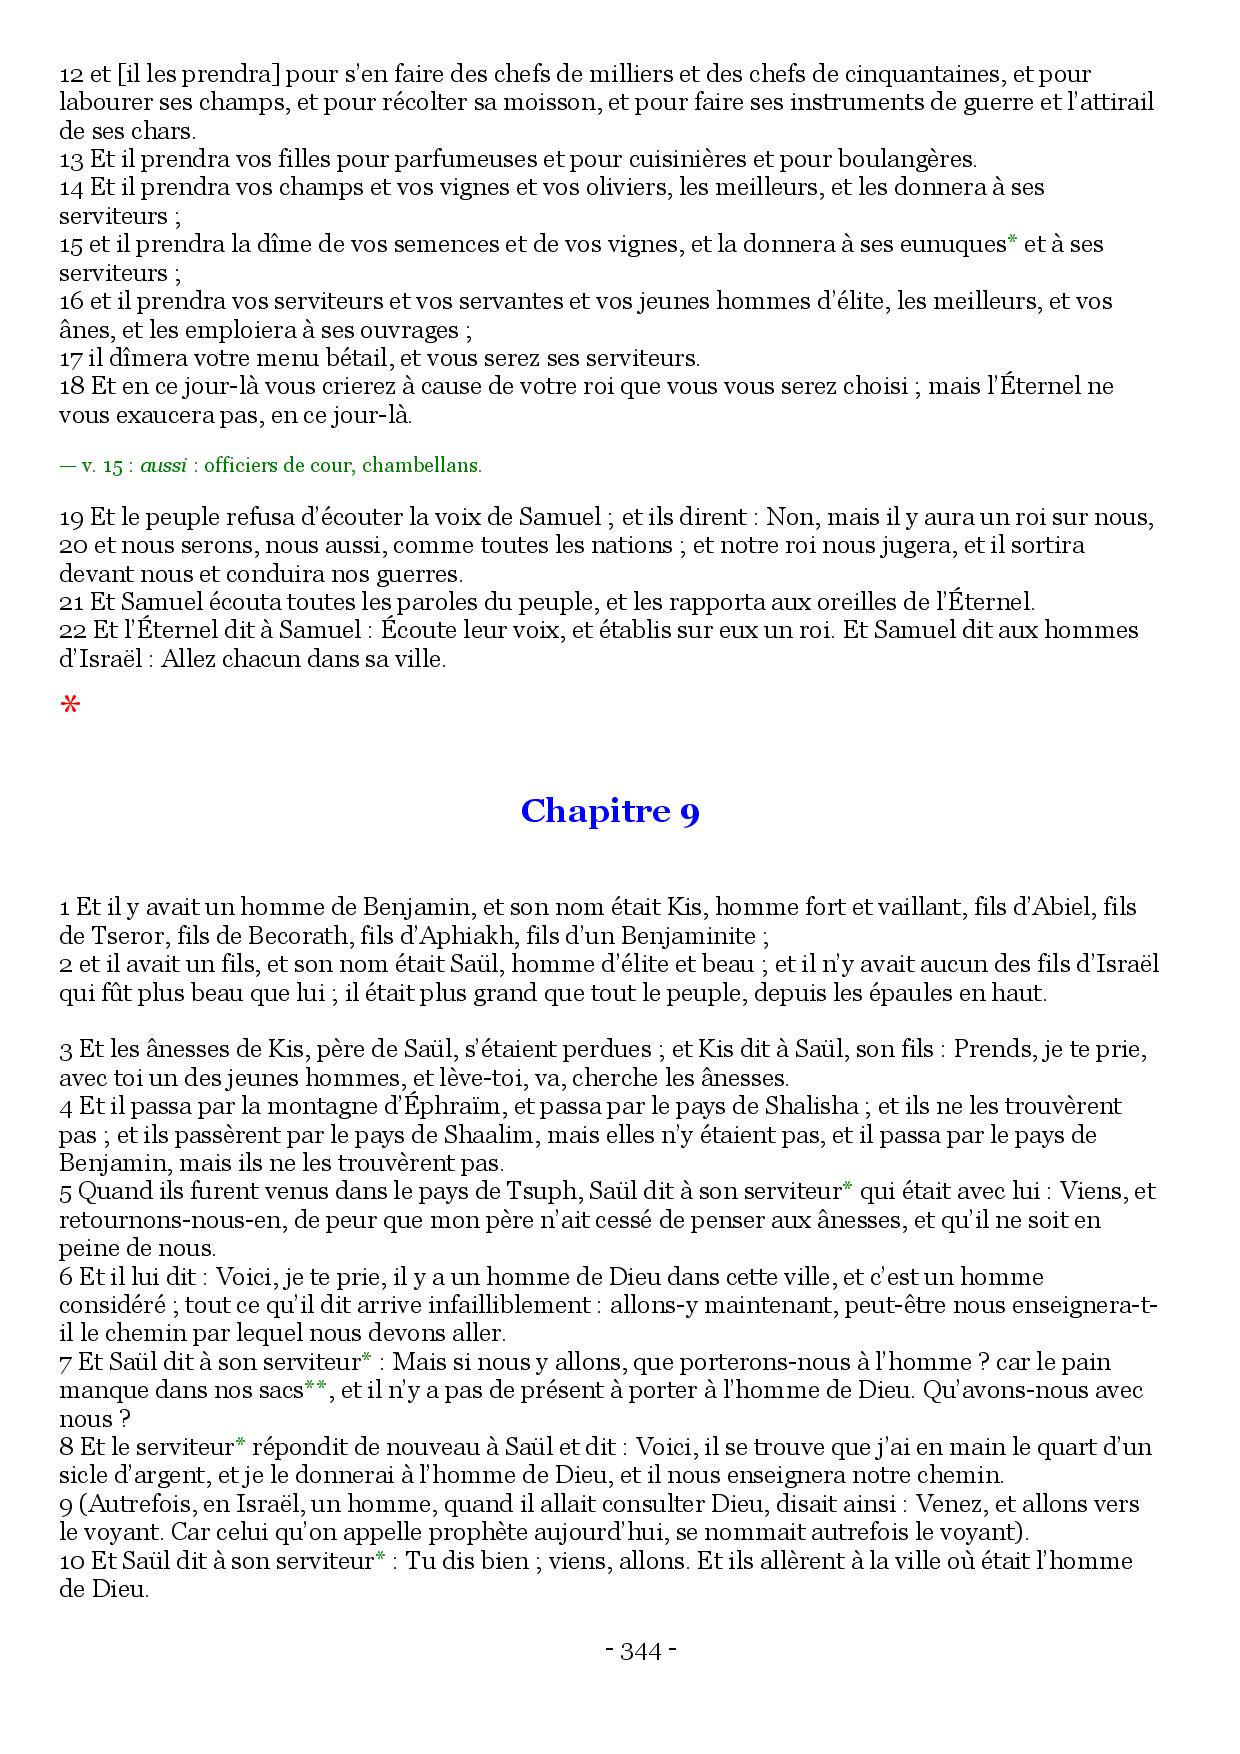 12 et [il les prendra] pour s’en faire des chefs de milliers et des chefs de cinquantaines, et pour
labourer ses champs, et pour récolter sa moisson, et pour faire ses instruments de guerre et l’attirail
de ses chars.
13 Et il prendra vos filles pour parfumeuses et pour cuisinières et pour boulangères.
14 Et il prendra vos champs et vos vignes et vos oliviers, les meilleurs, et les donnera à ses
serviteurs ;
15 et il prendra la dîme de vos semences et de vos vignes, et la donnera à ses eunuques* et à ses
serviteurs ;
16 et il prendra vos serviteurs et vos servantes et vos jeunes hommes d’élite, les meilleurs, et vos
ânes, et les emploiera à ses ouvrages ;
17 il dîmera votre menu bétail, et vous serez ses serviteurs.
18 Et en ce jour-là vous crierez à cause de votre roi que vous vous serez choisi ; mais l’Éternel ne
vous exaucera pas, en ce jour-là.
— v. 15 : aussi : officiers de cour, chambellans.
19 Et le peuple refusa d’écouter la voix de Samuel ; et ils dirent : Non, mais il y aura un roi sur nous,
20 et nous serons, nous aussi, comme toutes les nations ; et notre roi nous jugera, et il sortira
devant nous et conduira nos guerres.
21 Et Samuel écouta toutes les paroles du peuple, et les rapporta aux oreilles de l’Éternel.
22 Et l’Éternel dit à Samuel : Écoute leur voix, et établis sur eux un roi. Et Samuel dit aux hommes
d’Israël : Allez chacun dans sa ville.
*
Chapitre 9
1 Et il y avait un homme de Benjamin, et son nom était Kis, homme fort et vaillant, fils d’Abiel, fils
de Tseror, fils de Becorath, fils d’Aphiakh, fils d’un Benjaminite ;
2 et il avait un fils, et son nom était Saül, homme d’élite et beau ; et il n’y avait aucun des fils d’Israël
qui fût plus beau que lui ; il était plus grand que tout le peuple, depuis les épaules en haut.
3 Et les ânesses de Kis, père de Saül, s’étaient perdues ; et Kis dit à Saül, son fils : Prends, je te prie,
avec toi un des jeunes hommes, et lève-toi, va, cherche les ânesses.
4 Et il passa par la montagne d’Éphraïm, et passa par le pays de Shalisha ; et ils ne les trouvèrent
pas ; et ils passèrent par le pays de Shaalim, mais elles n’y étaient pas, et il passa par le pays de
Benjamin, mais ils ne les trouvèrent pas.
5 Quand ils furent venus dans le pays de Tsuph, Saül dit à son serviteur* qui était avec lui : Viens, et
retournons-nous-en, de peur que mon père n’ait cessé de penser aux ânesses, et qu’il ne soit en
peine de nous.
6 Et il lui dit : Voici, je te prie, il y a un homme de Dieu dans cette ville, et c’est un homme
considéré ; tout ce qu’il dit arrive infailliblement : allons-y maintenant, peut-être nous enseignera-t-
il le chemin par lequel nous devons aller.
7 Et Saül dit à son serviteur* : Mais si nous y allons, que porterons-nous à l’homme ? car le pain
manque dans nos sacs**, et il n’y a pas de présent à porter à l’homme de Dieu. Qu’avons-nous avec
nous ?
8 Et le serviteur* répondit de nouveau à Saül et dit : Voici, il se trouve que j’ai en main le quart d’un
sicle d’argent, et je le donnerai à l’homme de Dieu, et il nous enseignera notre chemin.
9 (Autrefois, en Israël, un homme, quand il allait consulter Dieu, disait ainsi : Venez, et allons vers
le voyant. Car celui qu’on appelle prophète aujourd’hui, se nommait autrefois le voyant).
10 Et Saül dit à son serviteur* : Tu dis bien ; viens, allons. Et ils allèrent à la ville où était l’homme
de Dieu.
- 344 -